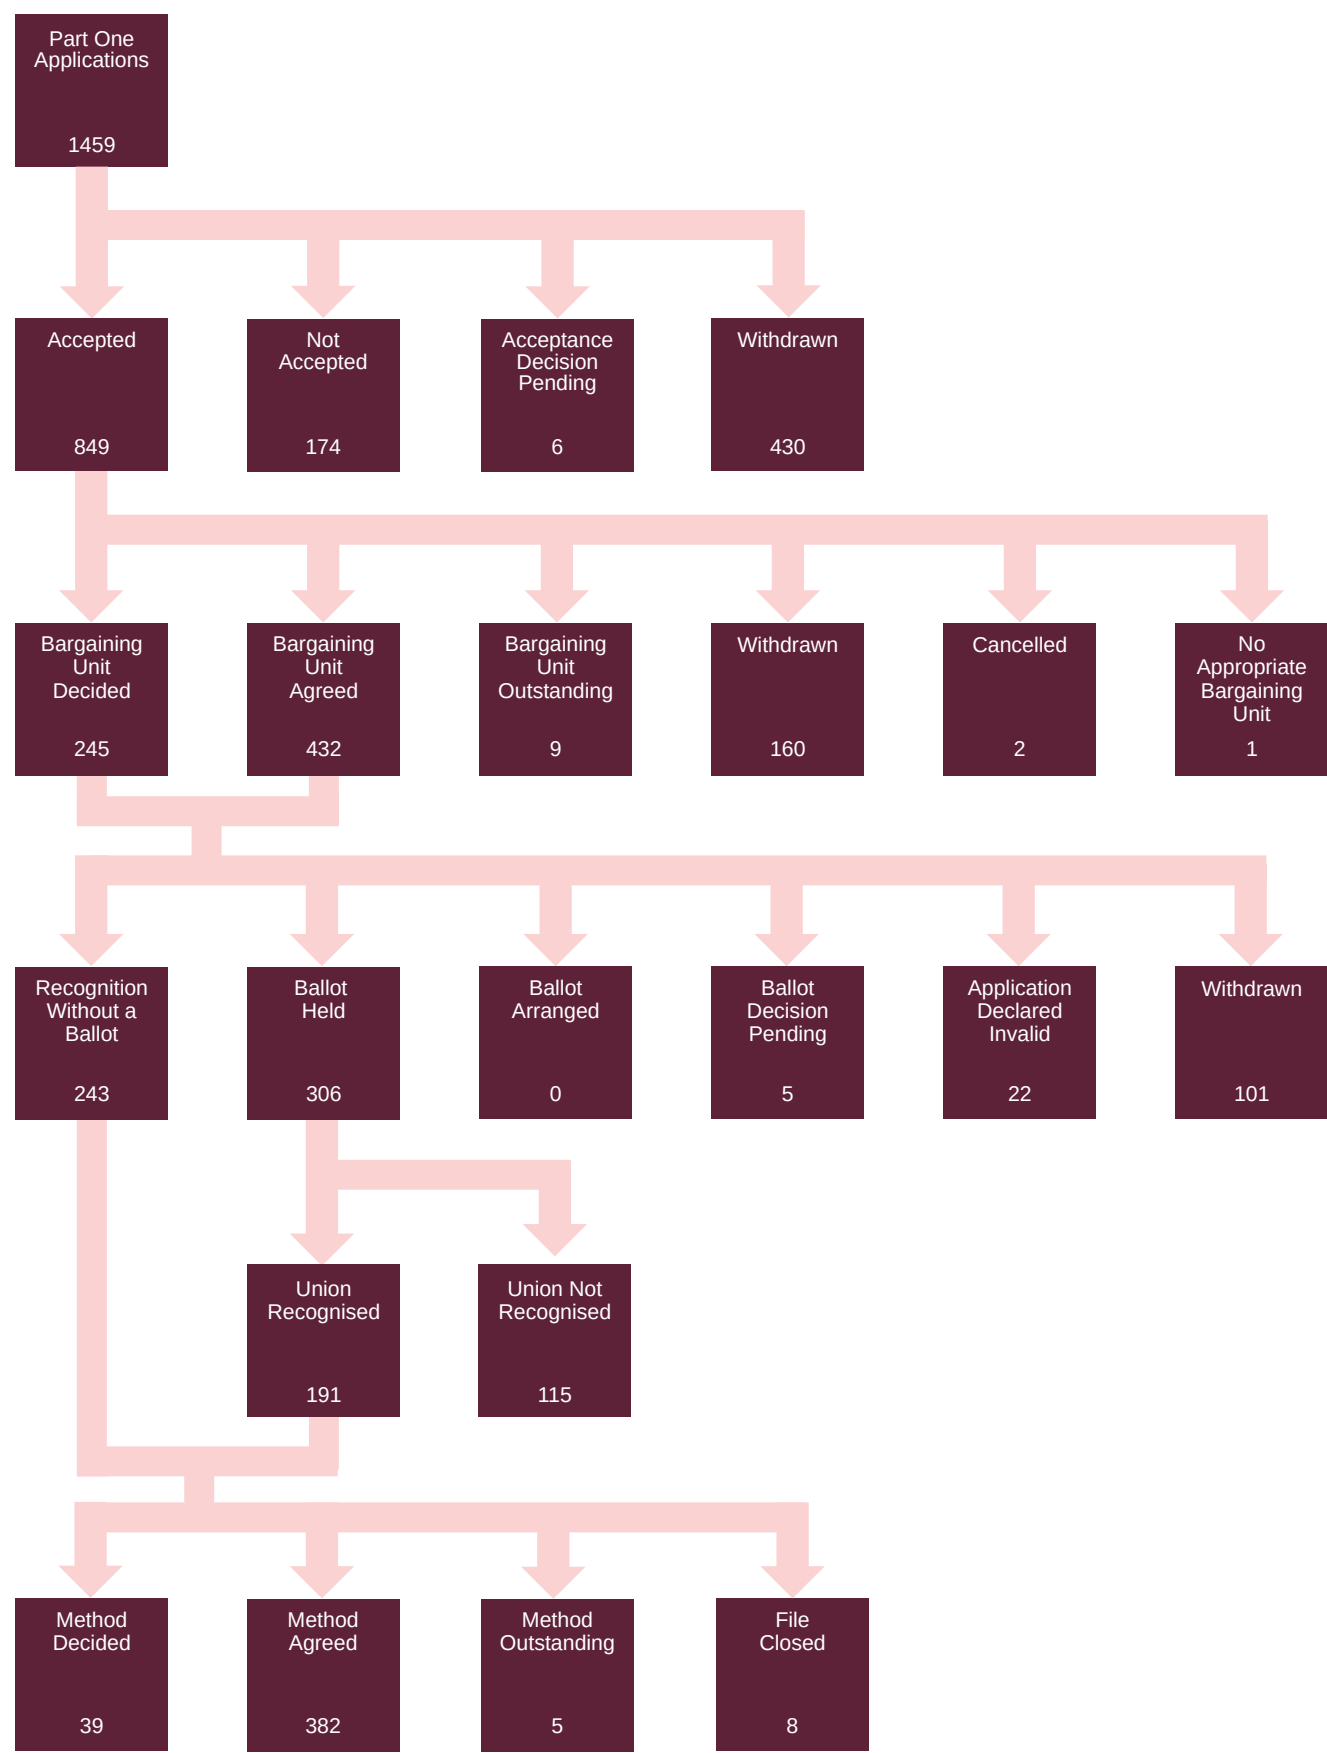 Part One
Applications
1459
Accepted
849
Not
Accepted
174
Acceptance
Decision
Pending
6
Withdrawn
430
Bargaining
Unit
Decided
245
Bargaining
Unit
Agreed
432
Bargaining
Unit
Outstanding
9
Withdrawn
160
Cancelled
2
No
Appropriate
Bargaining
Unit
1
Recognition
Without a
Ballot
243
Ballot
Held
306
Ballot
Arranged
0
Ballot
Decision
Pending
5
Application
Declared
Invalid
22
Withdrawn
101
Union
Recognised
191
Union Not
Recognised
115
Method
Decided
39
Method
Agreed
382
Method
Outstanding
5
File
Closed
8